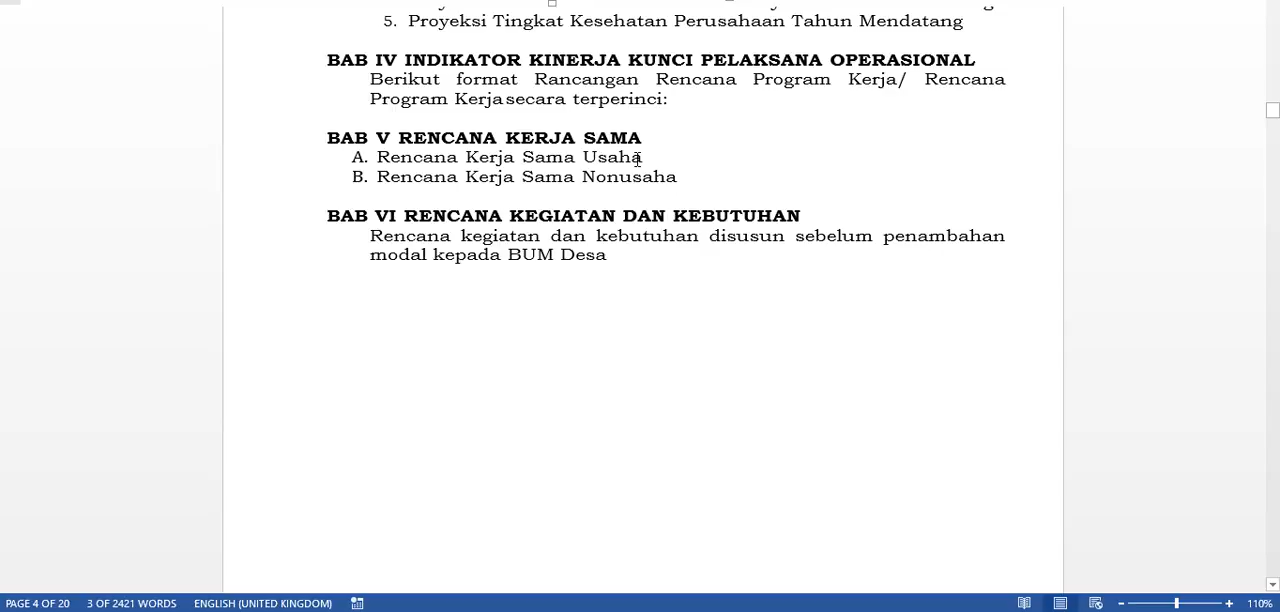 5. Proyeksi Tingkat Kesehatan Perusahaan Tahun Mendatang
BAB IV INDIKATOR KINERJA KUNCI PELAKSANA OPERASIONAL
Berikut format Rancangan Rencana Program Kerja/ Rencana
Program Kerja secara terperinci:
BAB V RENCANA KERJA SAMA
A. Rencana Kerja Sama Usaha
B. Rencana Kerja Sama Nonusaha
BAB VI RENCANA KEGIATAN DAN KEBUTUHAN
Rencana kegiatan dan kebutuhan disusun sebelum penambahan
modal kepada BUM Desa
PAGE 4 OF 20 3 OF 2421 WORDS ENGLISH (UNITED KINGDOM) 110%